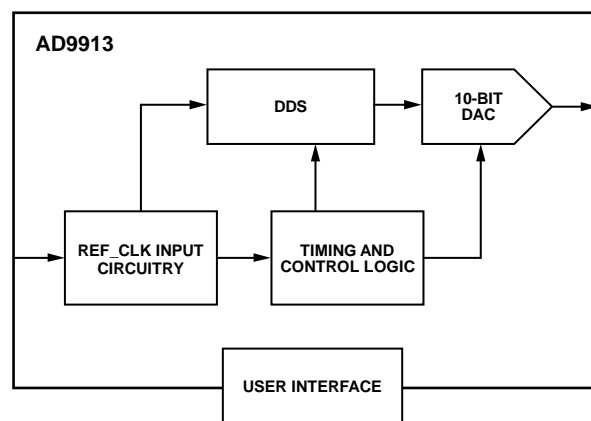 AD9913
DDS
10-BIT
DAC
REF_CLK INPUT
CIRCUITRY
TIMING AND
CONTROL LOGIC
USER INTERFACE